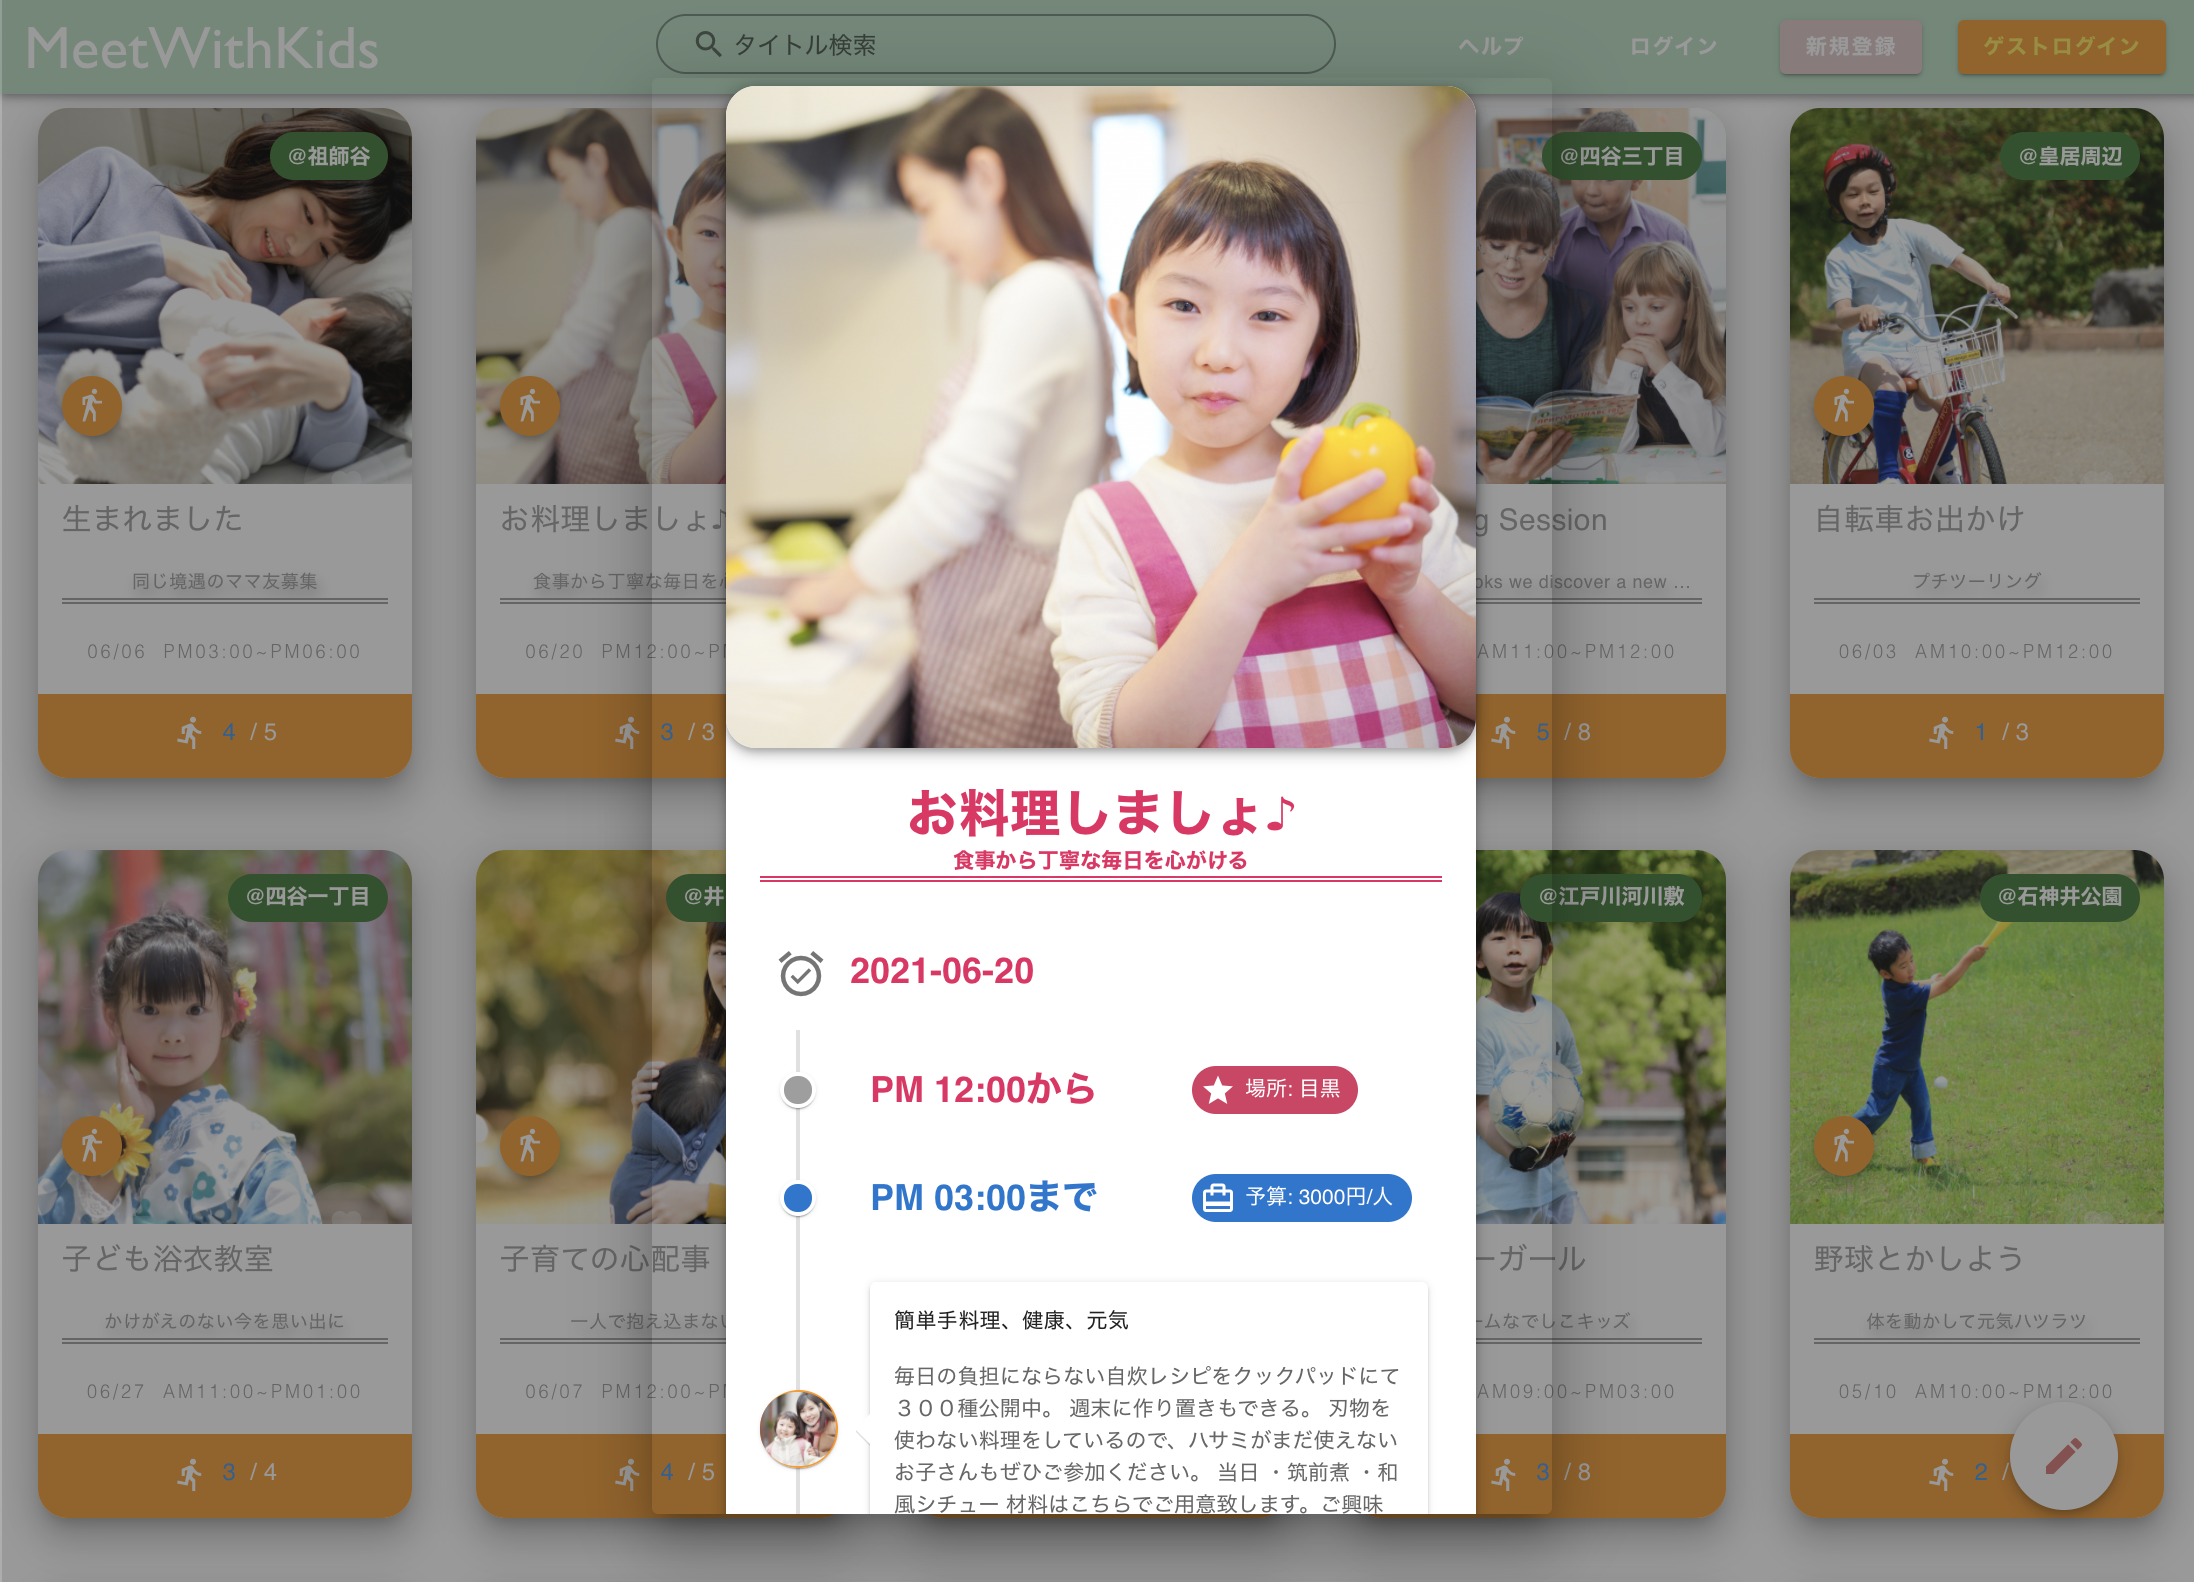 MeetWithKids
タイトル検索
ヘルプ
ログイン
新規登録
ゲストログイン
@祖師谷
生まれました
同じ境遇のママ友募集
06/06 PM03:00~PM06:00
4 / 5
お料理しましょ♪
食事から丁寧な毎日を
06/20 PM12:00~
3 / 3
@四谷三丁目
Session
we discover a new ...
AM11:00~PM12:00
5 / 8
@皇居周辺
自転車お出かけ
プチツーリング
06/03 AM10:00~PM12:00
1 / 3
お料理しましょ♪
食事から丁寧な毎日を心がける
2021-06-20
PM 12:00から
場所: 目黒
PM 03:00まで
予算: 3000円/人
簡単手料理、健康、元気
毎日の負担にならない自炊レシピをクックパッドにて
３００種公開中。 週末に作り置きもできる。 刃物を
使わない料理をしているので、ハサミがまだ使えない
お子さんもぜひご参加ください。 当日 ・筑前煮 ・和
風シチュー 材料はこちらでご用意致します。ご興味
@四谷一丁目
子ども浴衣教室
かけがえのない今を思い出に
06/27 AM11:00~PM01:00
3 / 4
@井
子育ての心配事
一人で抱え込まない
06/07 PM12:00~
4 / 5
@江戸川河川敷
ーガール
ムなでしこキッズ
AM09:00~PM03:00
3 / 8
@石神井公園
野球とかしよう
体を動かして元気ハツラツ
05/10 AM10:00~PM12:00
2 /